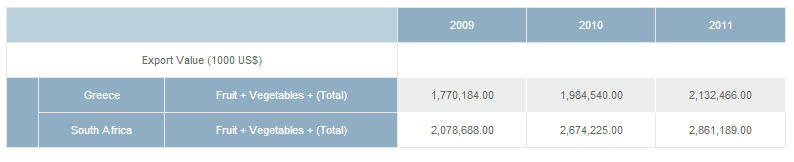 2009 2010 2011
Export Value (1000 US$)
Greece Fruit + Vegetables + (Total) 1,770,184.00 1,984,540.00 2,132,466.00
South Africa Fruit + Vegetables + (Total) 2,078,688.00 2,674,225.00 2,861,189.00